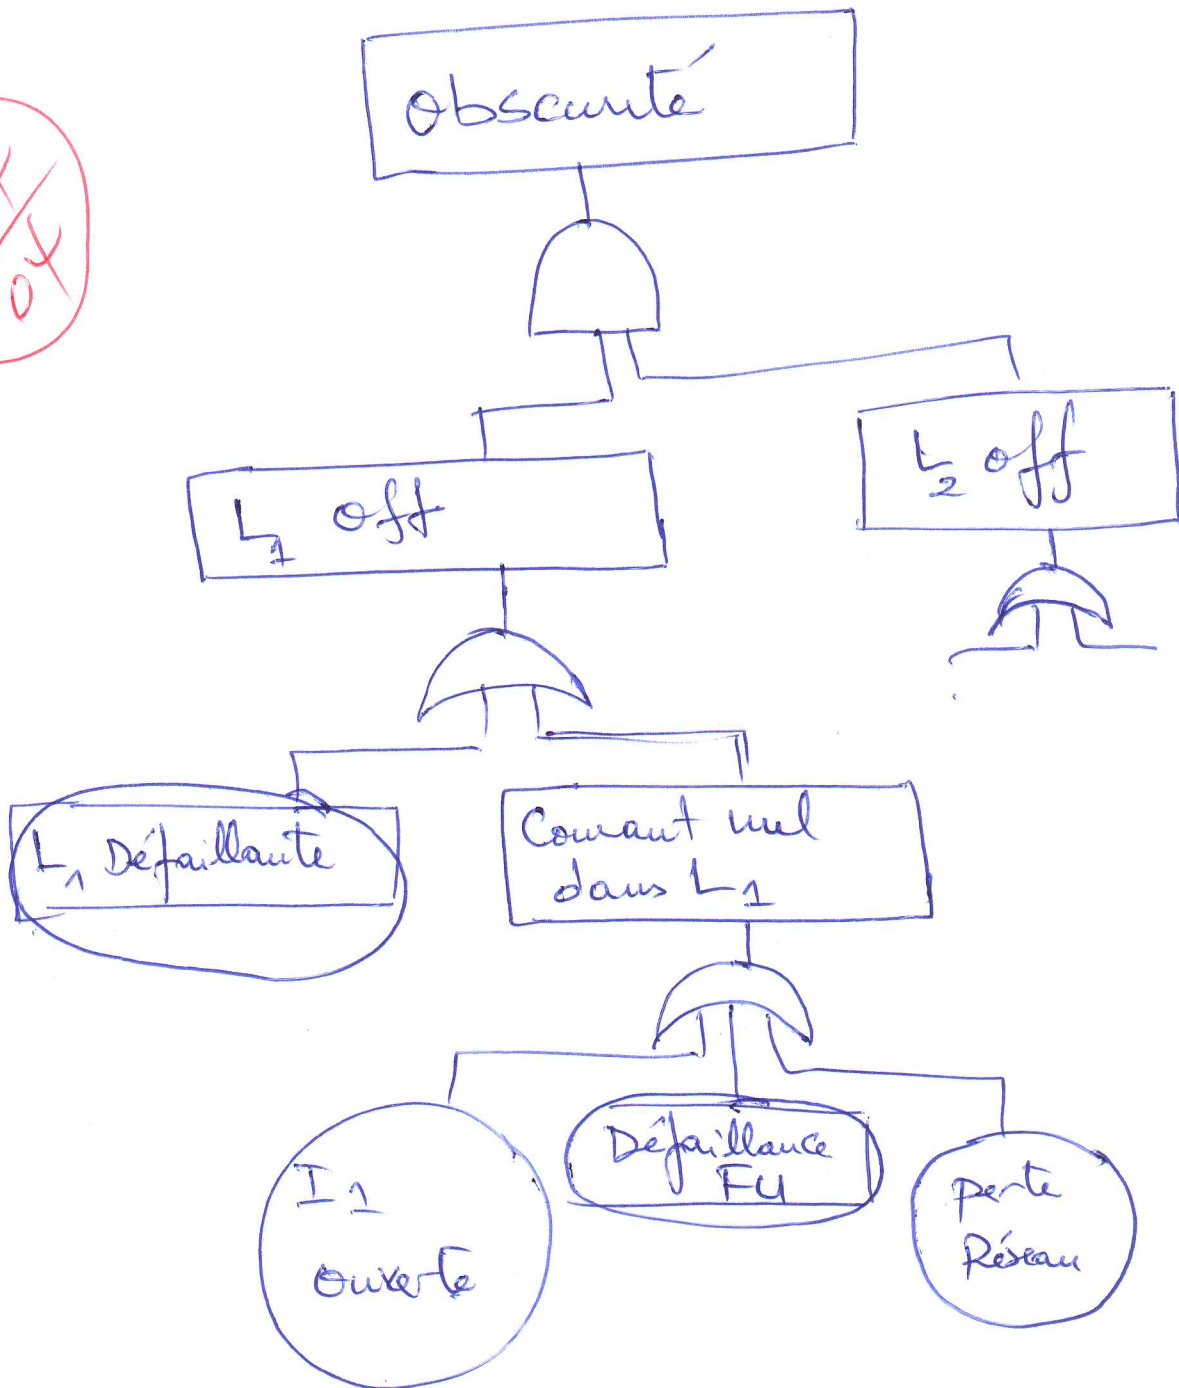 Obscurité
L1 off
L2 off
L1 Défaillante
Courant nul
dans L1
I1
ouverte
Défaillance
FU
perte
Réseau